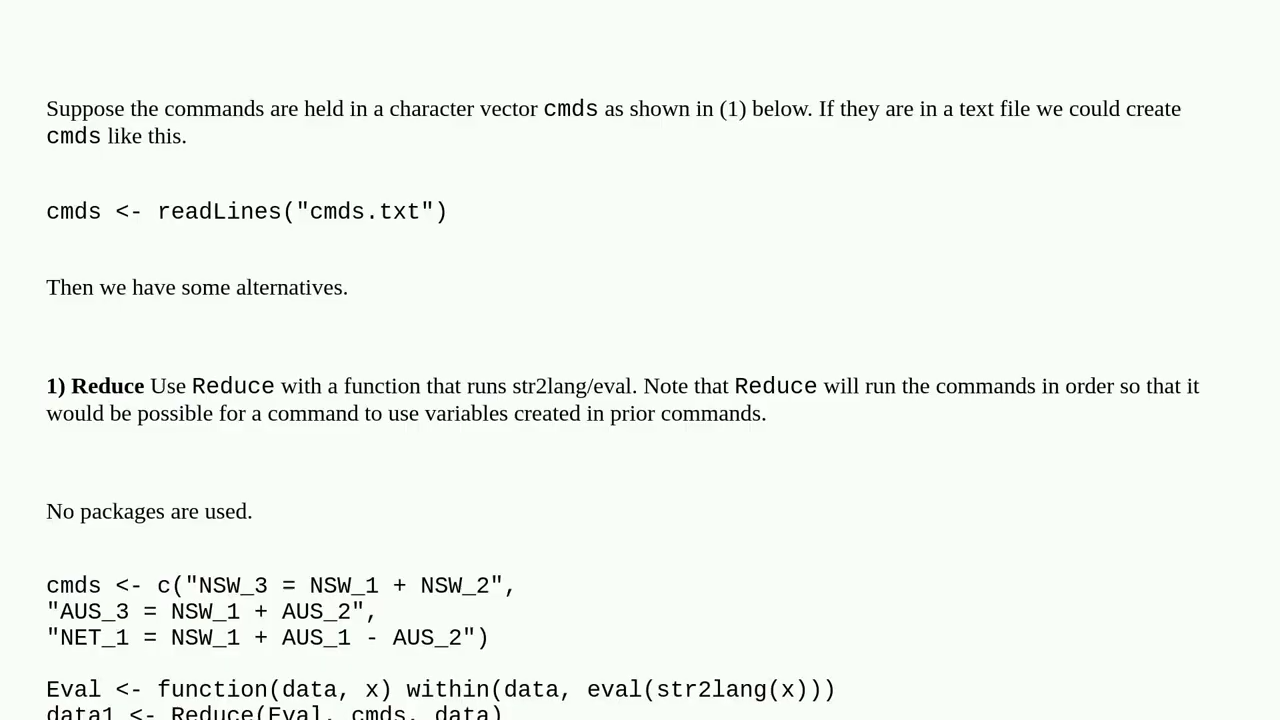 Suppose the commands are held in a character vector cmds as shown in (1) below. If they are in a text file we could create
cmds like this.
cmds <- readLines("cmds.txt")
Then we have some alternatives.
1) Reduce Use Reduce with a function that runs str2lang/eval. Note that Reduce will run the commands in order so that it
would be possible for a command to use variables created in prior commands.
No packages are used.
cmds <- c("NSW_3 = NSW_1 + NSW_2",
"AUS_3 = NSW_1 + AUS_2",
"NET_1 = NSW_1 + AUS_1 - AUS_2")
Eval <- function(data, x) within(data, eval(str2lang(x)))
data1 <- Reduce(Eval, cmds, data)